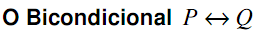 O Bicondicional P ↔ Q